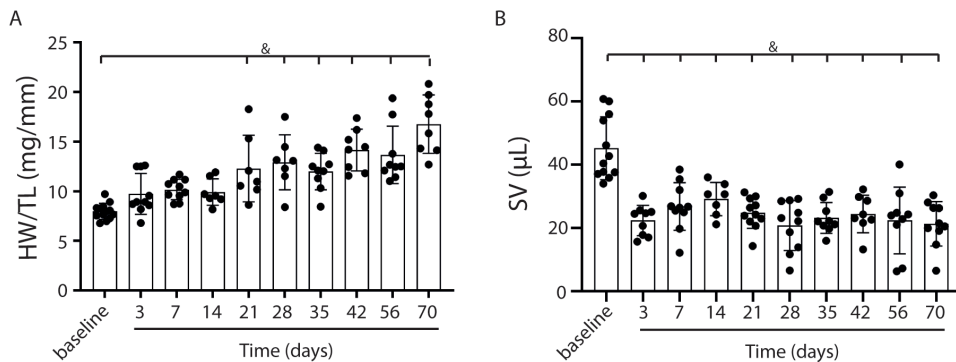 A
HW/TL (mg/mm)
&
25
20
15
10
5
0
baseline 3 7 14 21 28 35 42 56 70
Time (days)
B
SV (µL)
&
80
60
40
20
0
baseline 3 7 14 21 28 35 42 56 70
Time (days)